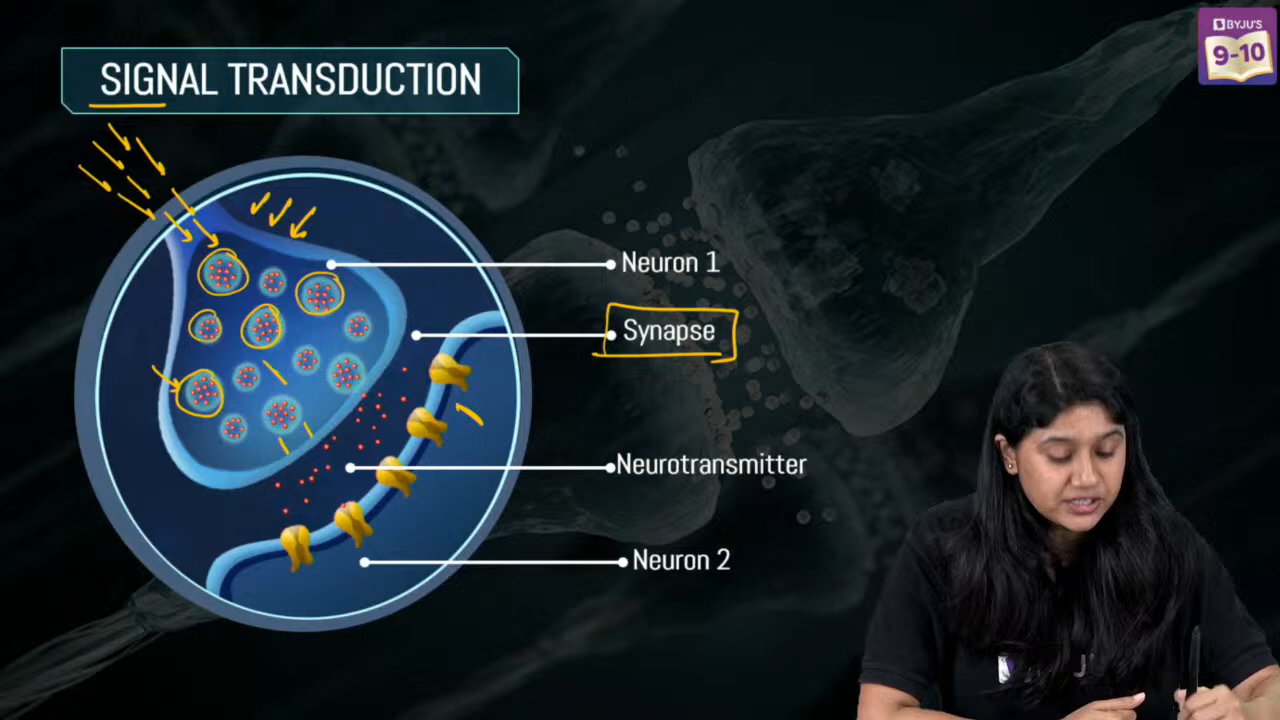 SIGNAL TRANSDUCTION
BYJU'S
9-10
Neuron 1
Synapse
Neurotransmitter
Neuron 2